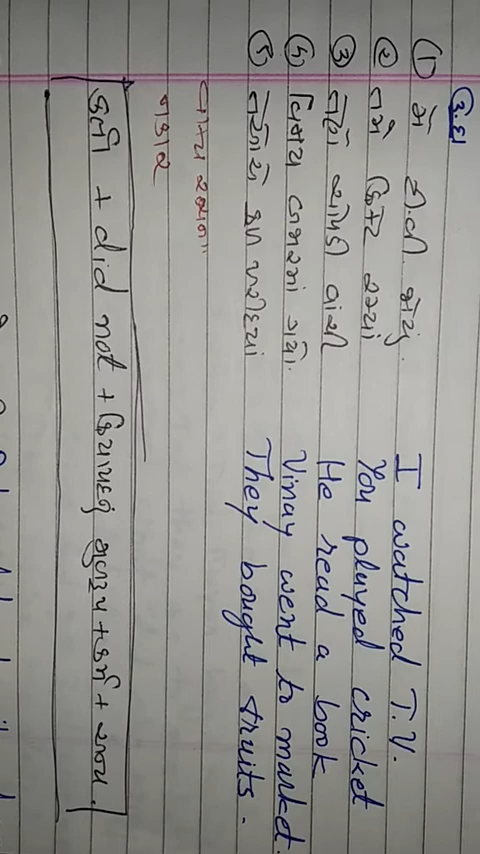 ઉ.દા
① મેં ટી.વી. જોયું. I watched T.V.
② તમે ક્રિકેટ રમ્યાં You played cricket
③ તેણે ચોપડી વાંચી He read a book
④ વિનય બજારમાં ગયો. Vinay went to market.
⑤ તેઓએ ફળ ખરીદ્યાં They bought fruits.
વાક્ય રચના
નકાર
કર્તા + did not + ક્રિયાપદનું મૂળરૂપ + કર્મ + અન્ય.